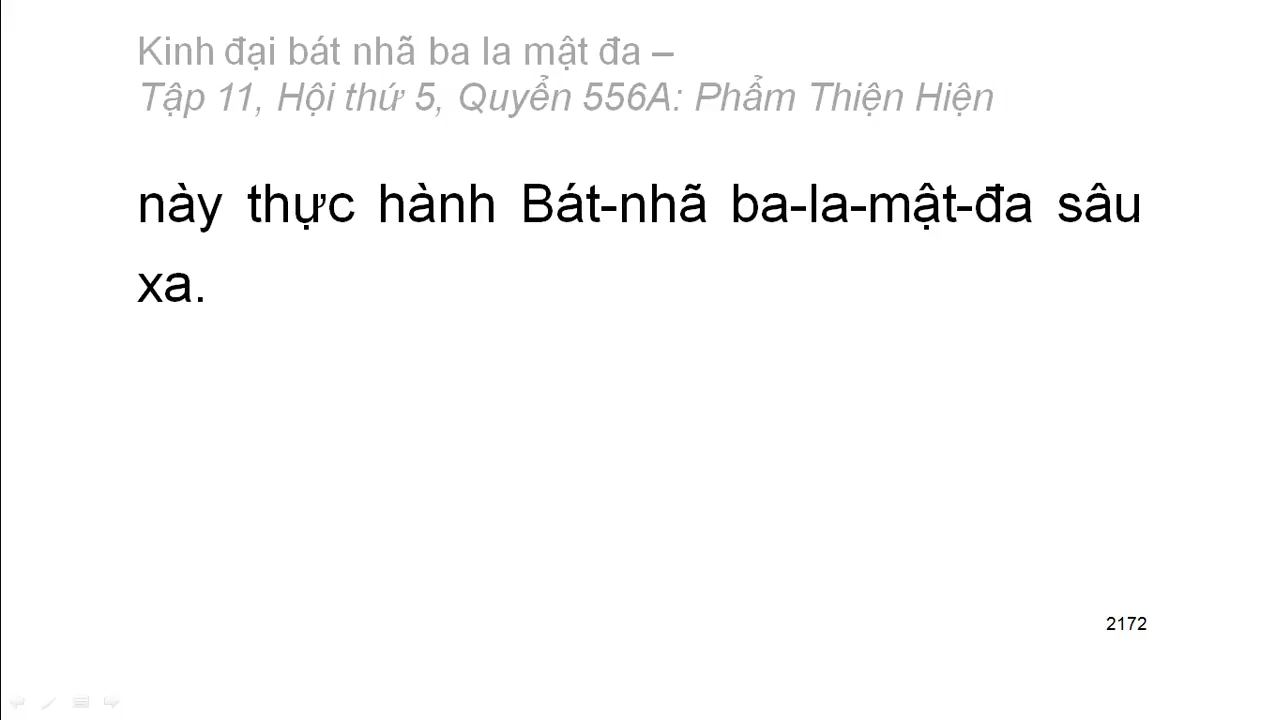 Kinh đại bát nhã ba la mật đa –
Tập 11, Hội thứ 5, Quyển 556A: Phẩm Thiện Hiện
này thực hành Bát-nhã ba-la-mật-đa sâu
xa.
2172